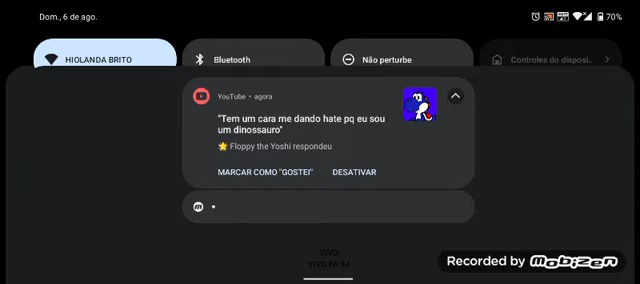 Dom., 6 de ago.
70%
HIOLANDA BRITO
Bluetooth
Não perturbe
Controles do disposi..
YouTube • agora
"Tem um cara me dando hate pq eu sou
um dinossauro"
🌟 Floppy the Yoshi respondeu
MARCAR COMO "GOSTEI"
DESATIVAR
VIVO
VIVO PA 94
Recorded by MOBIZEN